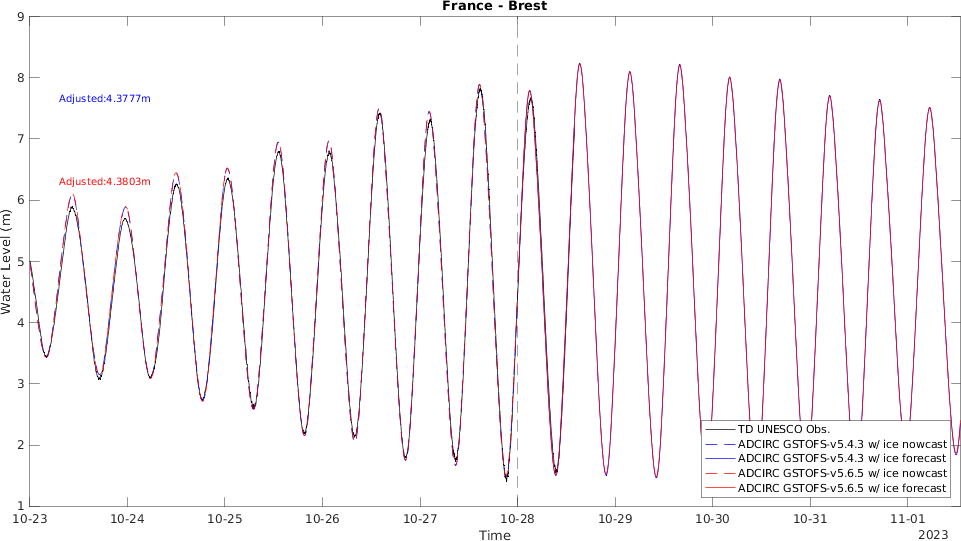 France - Brest
9
8
7
6
5
4
3
2
1
Water Level (m)
Adjusted:4.3777m
Adjusted:4.3803m
TD UNESCO Obs.
ADCIRC GSTOFS-v5.4.3 w/ ice nowcast
ADCIRC GSTOFS-v5.4.3 w/ ice forecast
ADCIRC GSTOFS-v5.6.5 w/ ice nowcast
ADCIRC GSTOFS-v5.6.5 w/ ice forecast
10-23 10-24 10-25 10-26 10-27 10-28 10-29 10-30 10-31 11-01
2023
Time